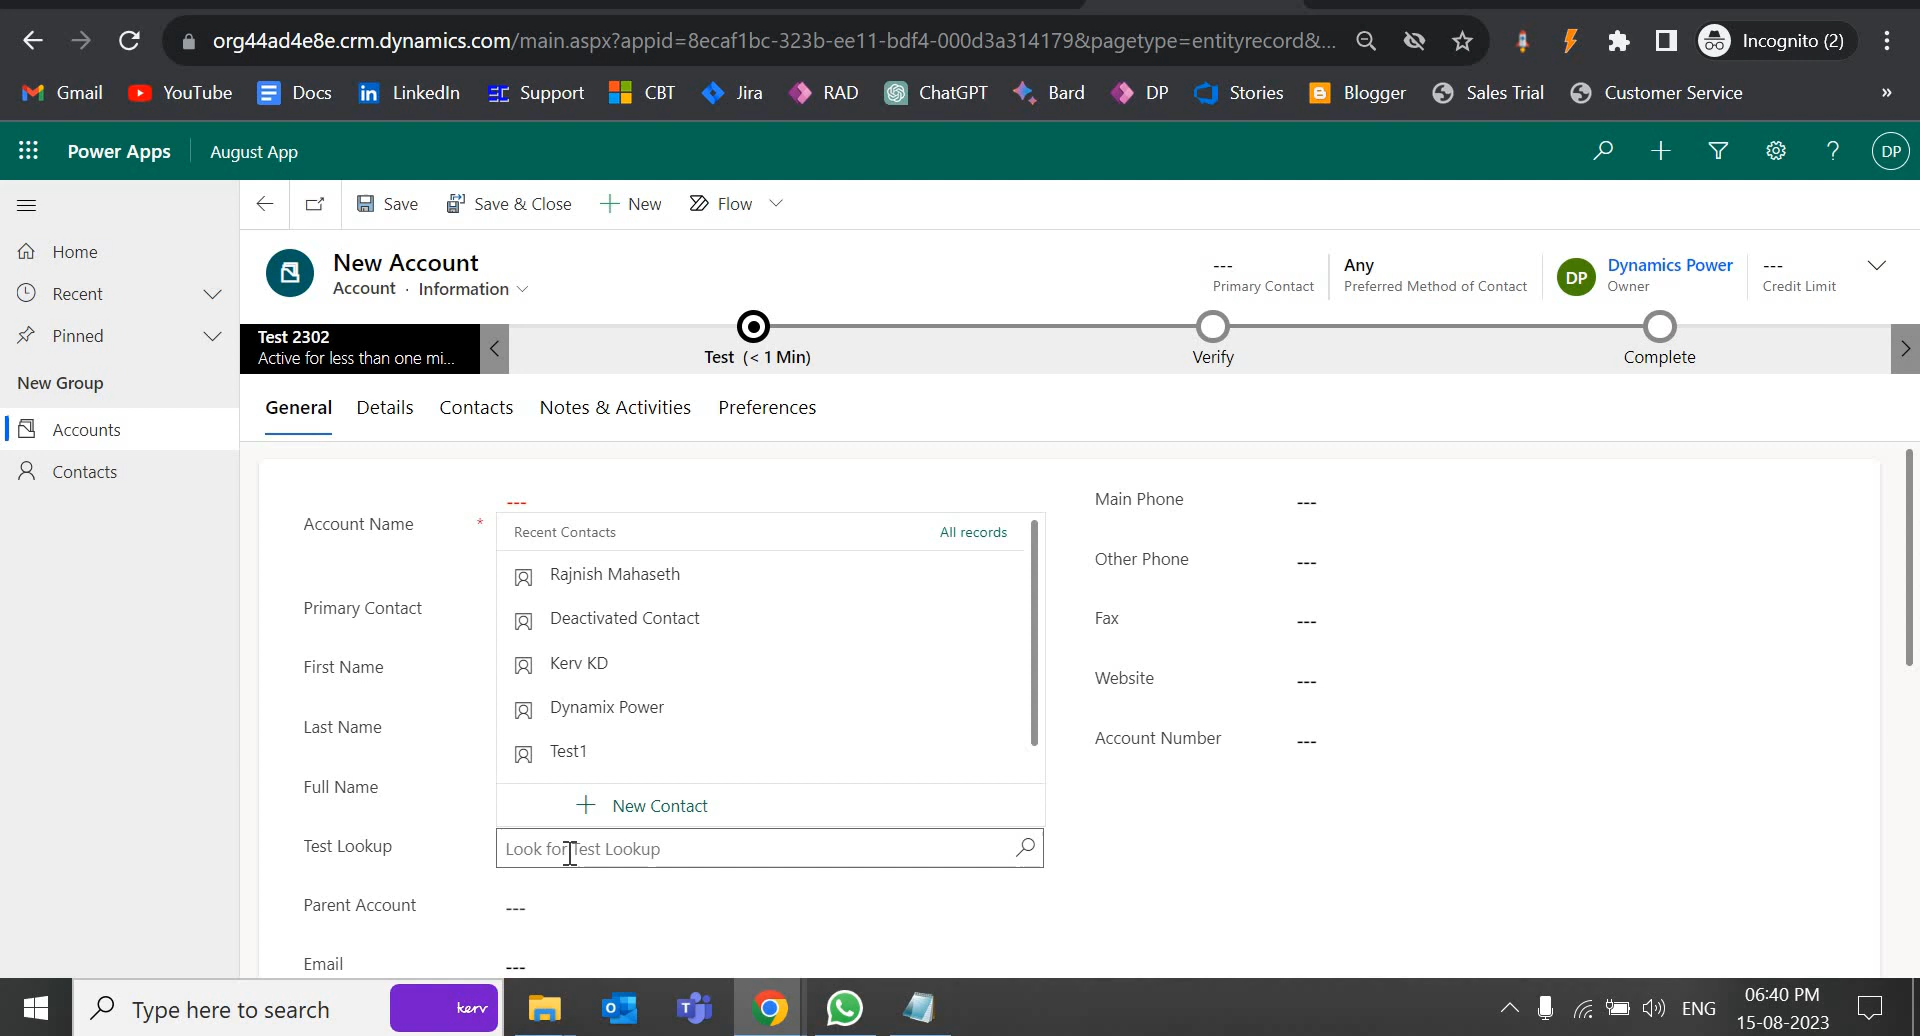 org44ad4e8e.crm.dynamics.com/main.aspx?appid=8ecaf1bc-323b-ee11-bdf4-000d3a314179&pagetype=entityrecord&...
Incognito (2)
Gmail
YouTube
Docs
LinkedIn
Support
CBT
Jira
RAD
ChatGPT
Bard
DP
Stories
Blogger
Sales Trial
Customer Service
»
Power Apps
August App
DP
Save
Save & Close
New
Flow
Home
Recent
Pinned
New Group
Accounts
Contacts
New Account
Account · Information
---
Primary Contact
Any
Preferred Method of Contact
DP
Dynamics Power
Owner
---
Credit Limit
Test 2302
Active for less than one mi...
Test (< 1 Min)
Verify
Complete
General
Details
Contacts
Notes & Activities
Preferences
Account Name *
---
Recent Contacts
All records
Rajnish Mahaseth
Deactivated Contact
Kerv KD
Dynamix Power
Test1
New Contact
Primary Contact
First Name
Last Name
Full Name
Test Lookup
Look for Test Lookup
Parent Account
---
Email
---
Main Phone
---
Other Phone
---
Fax
---
Website
---
Account Number
---
Type here to search
kerv
ENG
06:40 PM
15-08-2023